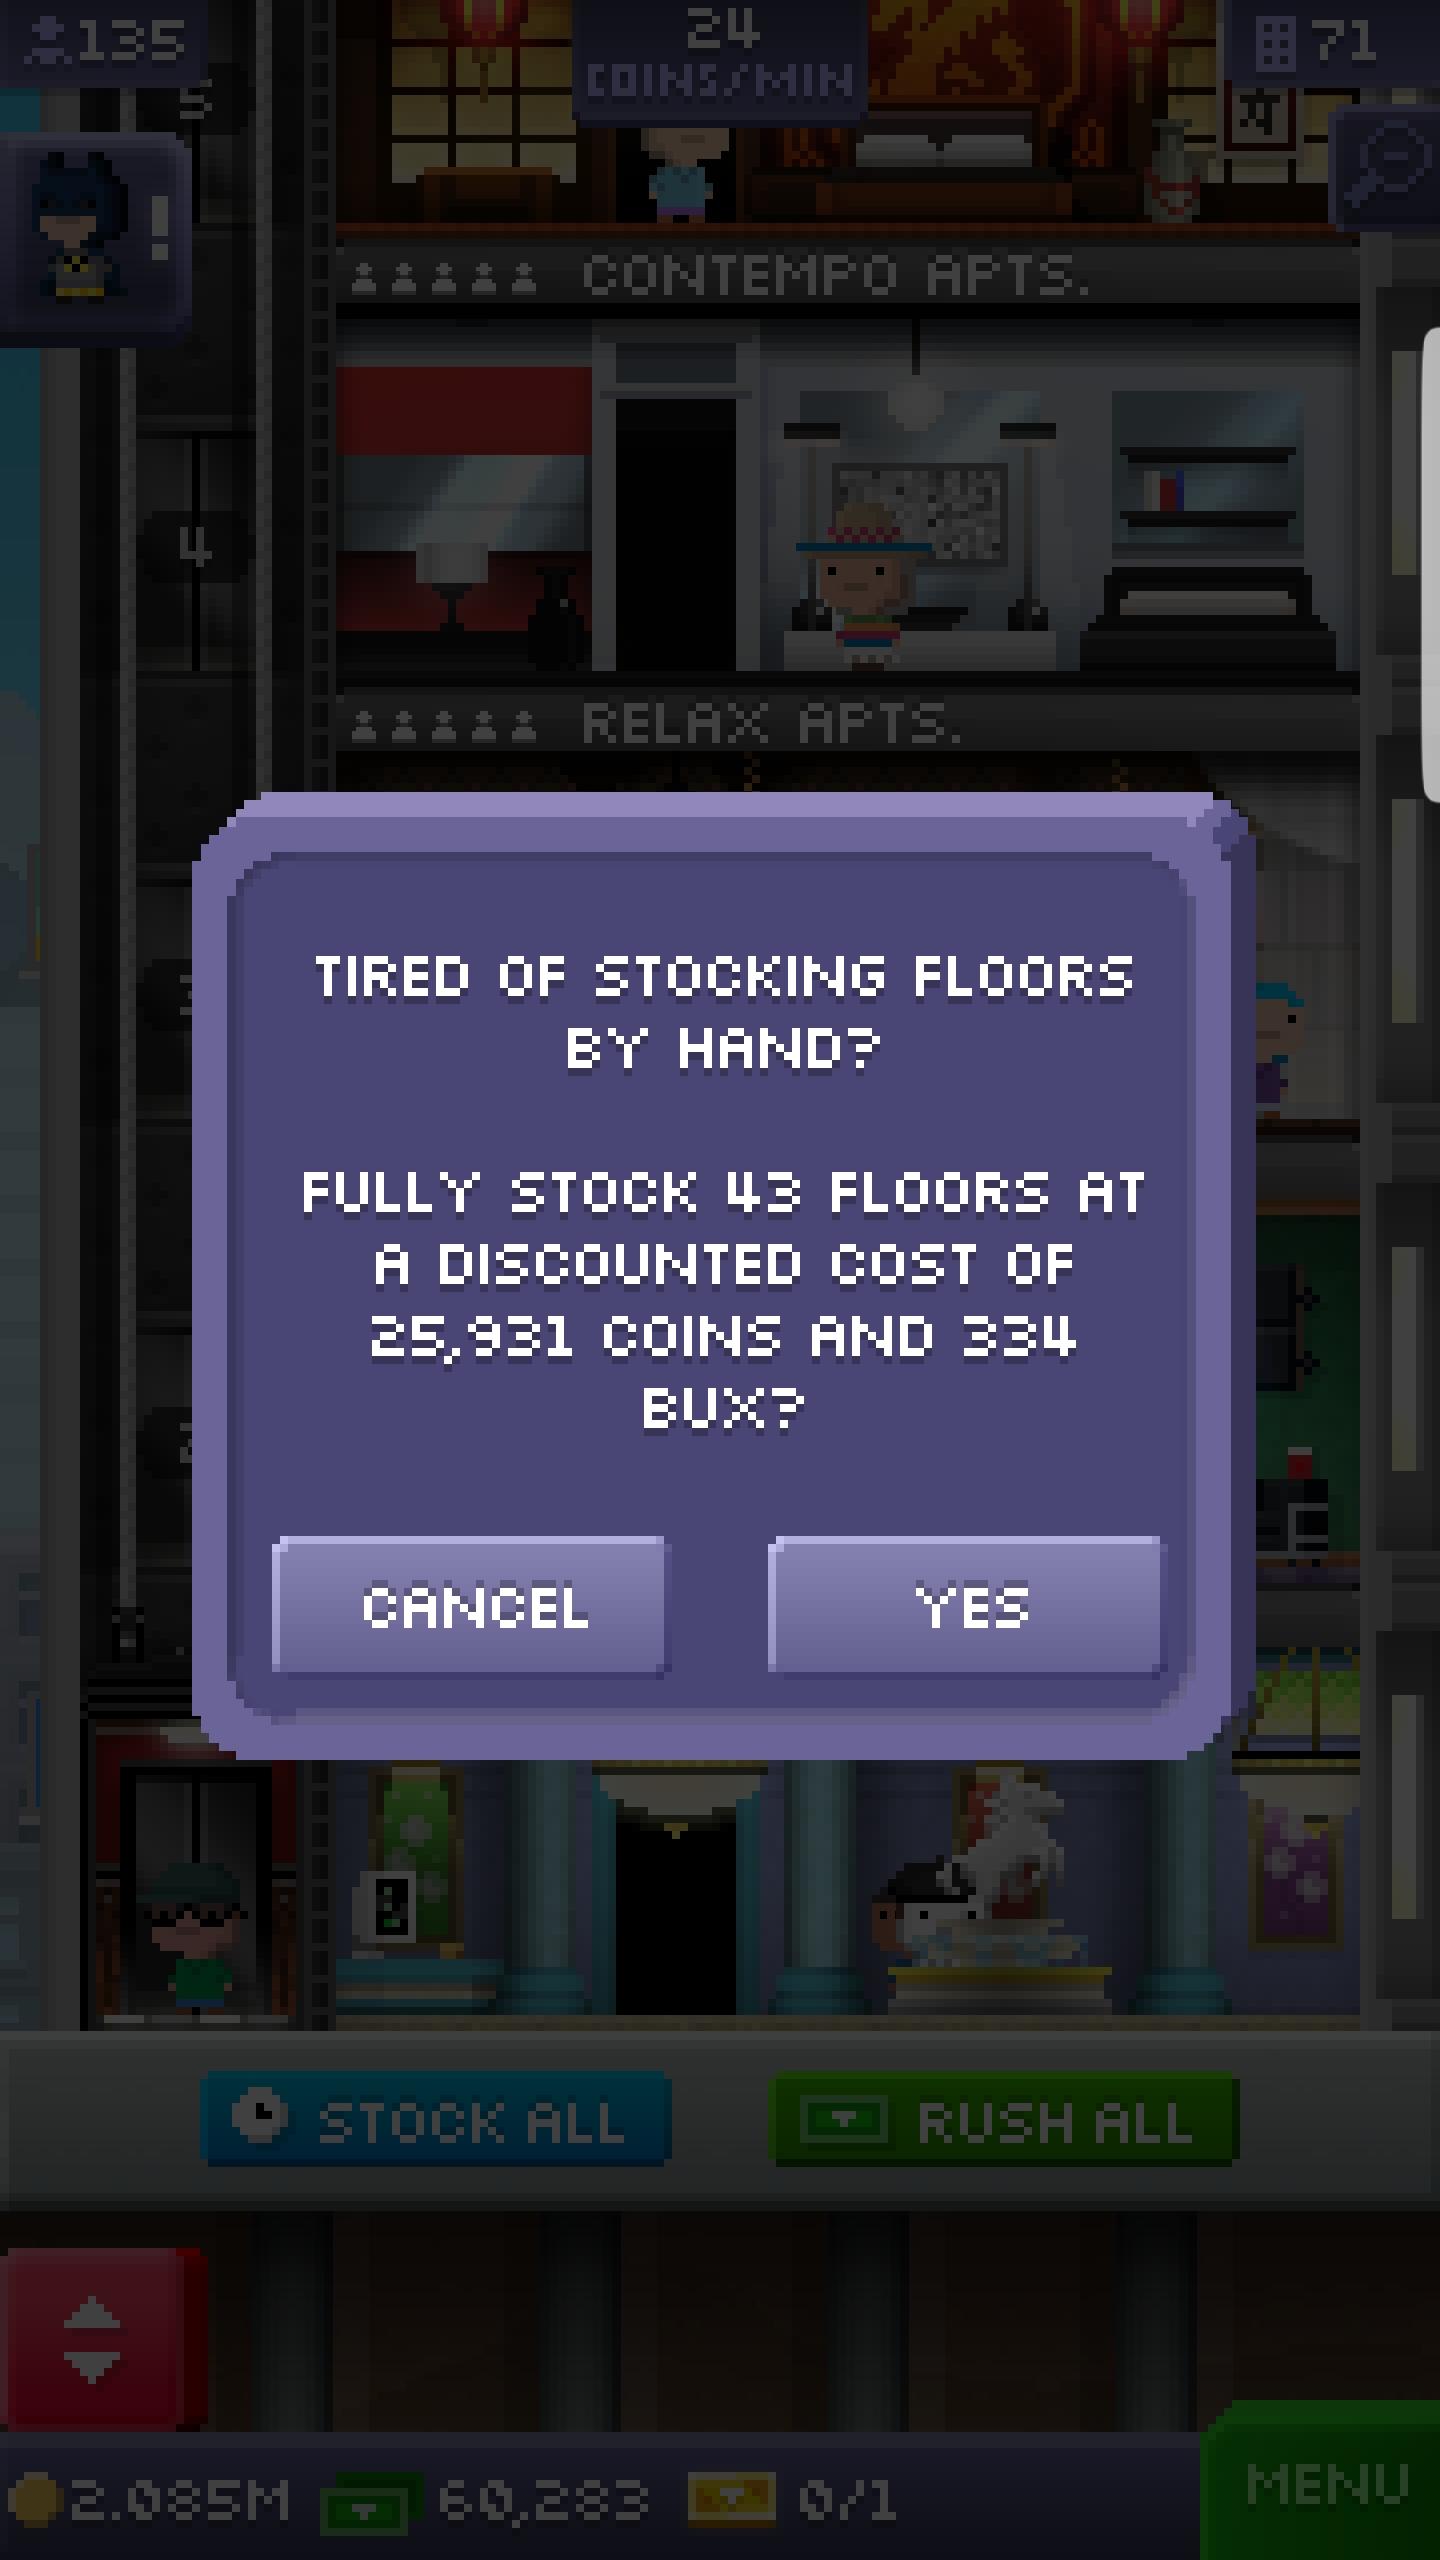 135
24
COINS/MIN
71
5
!
CONTEMPO APTS.
4
RELAX APTS.
TIRED OF STOCKING FLOORS
BY HAND?
FULLY STOCK 43 FLOORS AT
A DISCOUNTED COST OF
25,931 COINS AND 334
BUX?
CANCEL
YES
STOCK ALL
RUSH ALL
2.085M
60,283
0/1
MENU